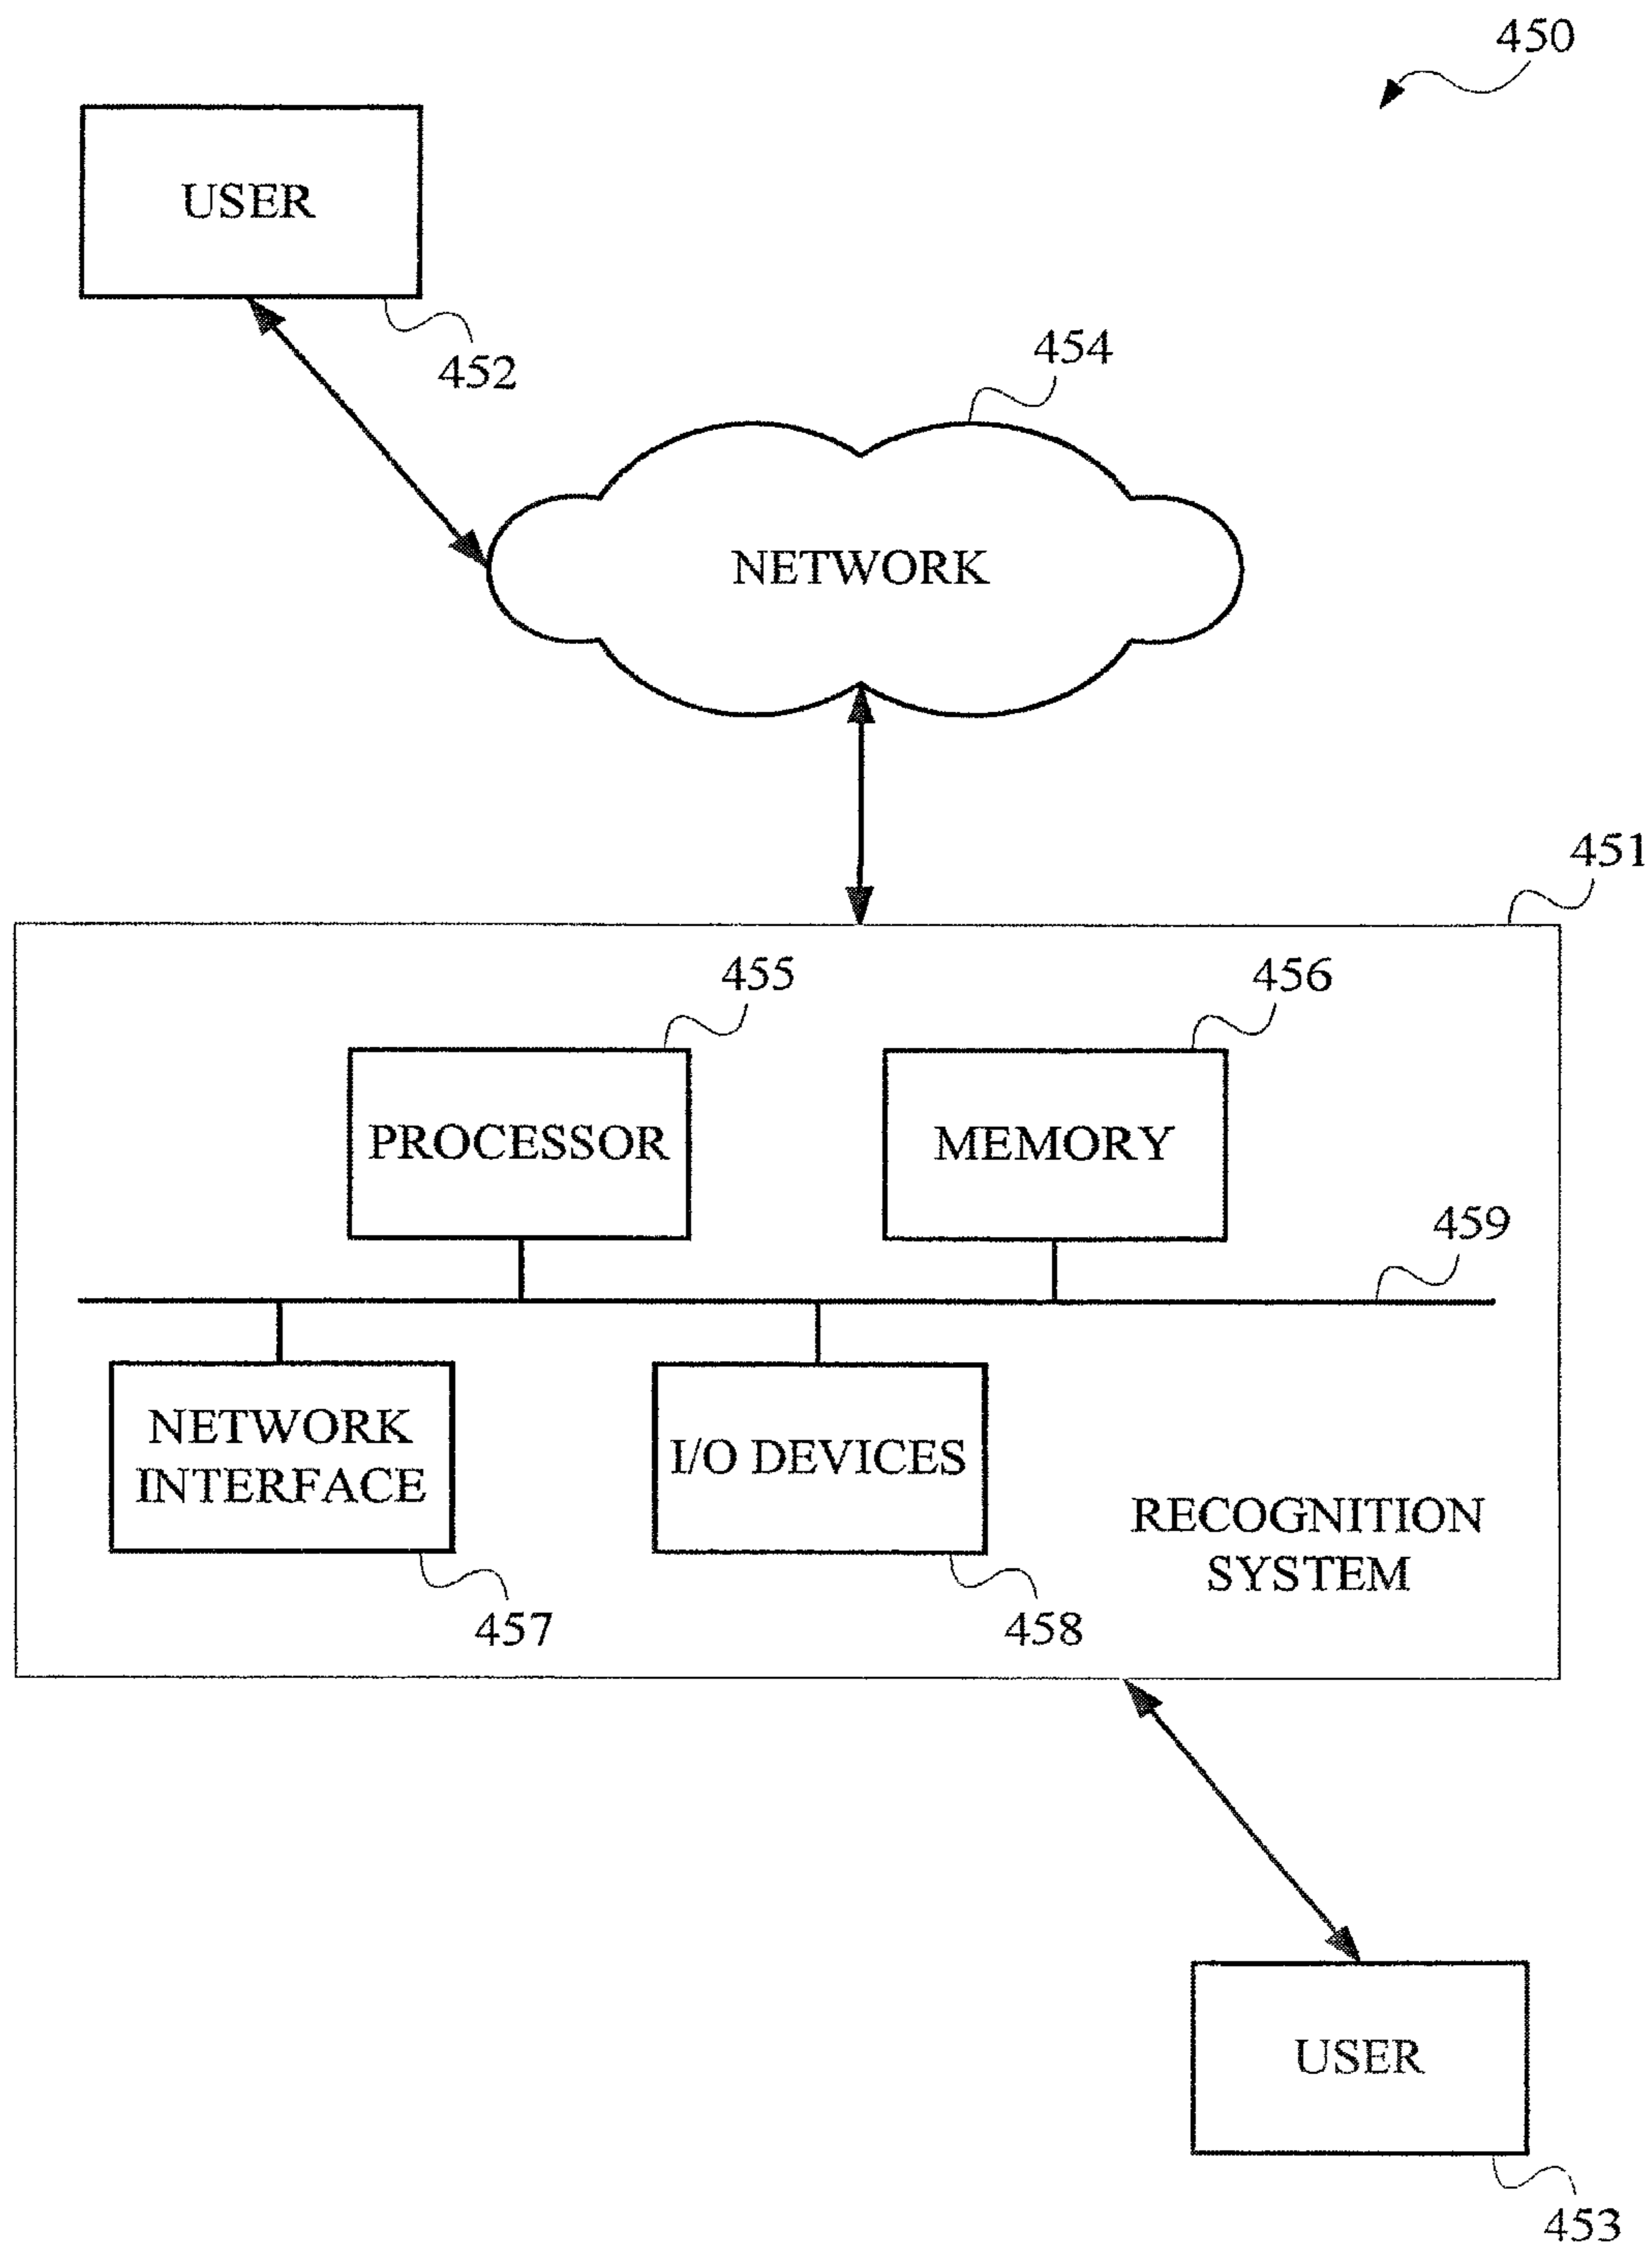 450
USER
452
454
NETWORK
451
455
456
PROCESSOR
MEMORY
459
NETWORK
INTERFACE
I/O DEVICES
RECOGNITION
SYSTEM
457
458
USER
453